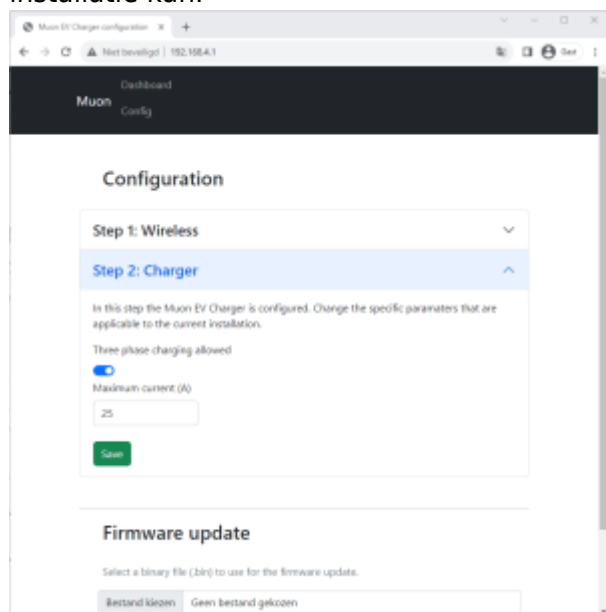 installatie kan.
Muon EV Charger configuration
Niet beveiligd | 192.168.4.1
Gast
Dashboard
Muon
Config
Configuration
Step 1: Wireless
Step 2: Charger
In this step the Muon EV Charger is configured. Change the specific paramaters that are
applicable to the current installation.
Three phase charging allowed
Maximum current (A)
25
Save
Firmware update
Select a binary file (.bin) to use for the firmware update.
Bestand kiezen Geen bestand gekozen